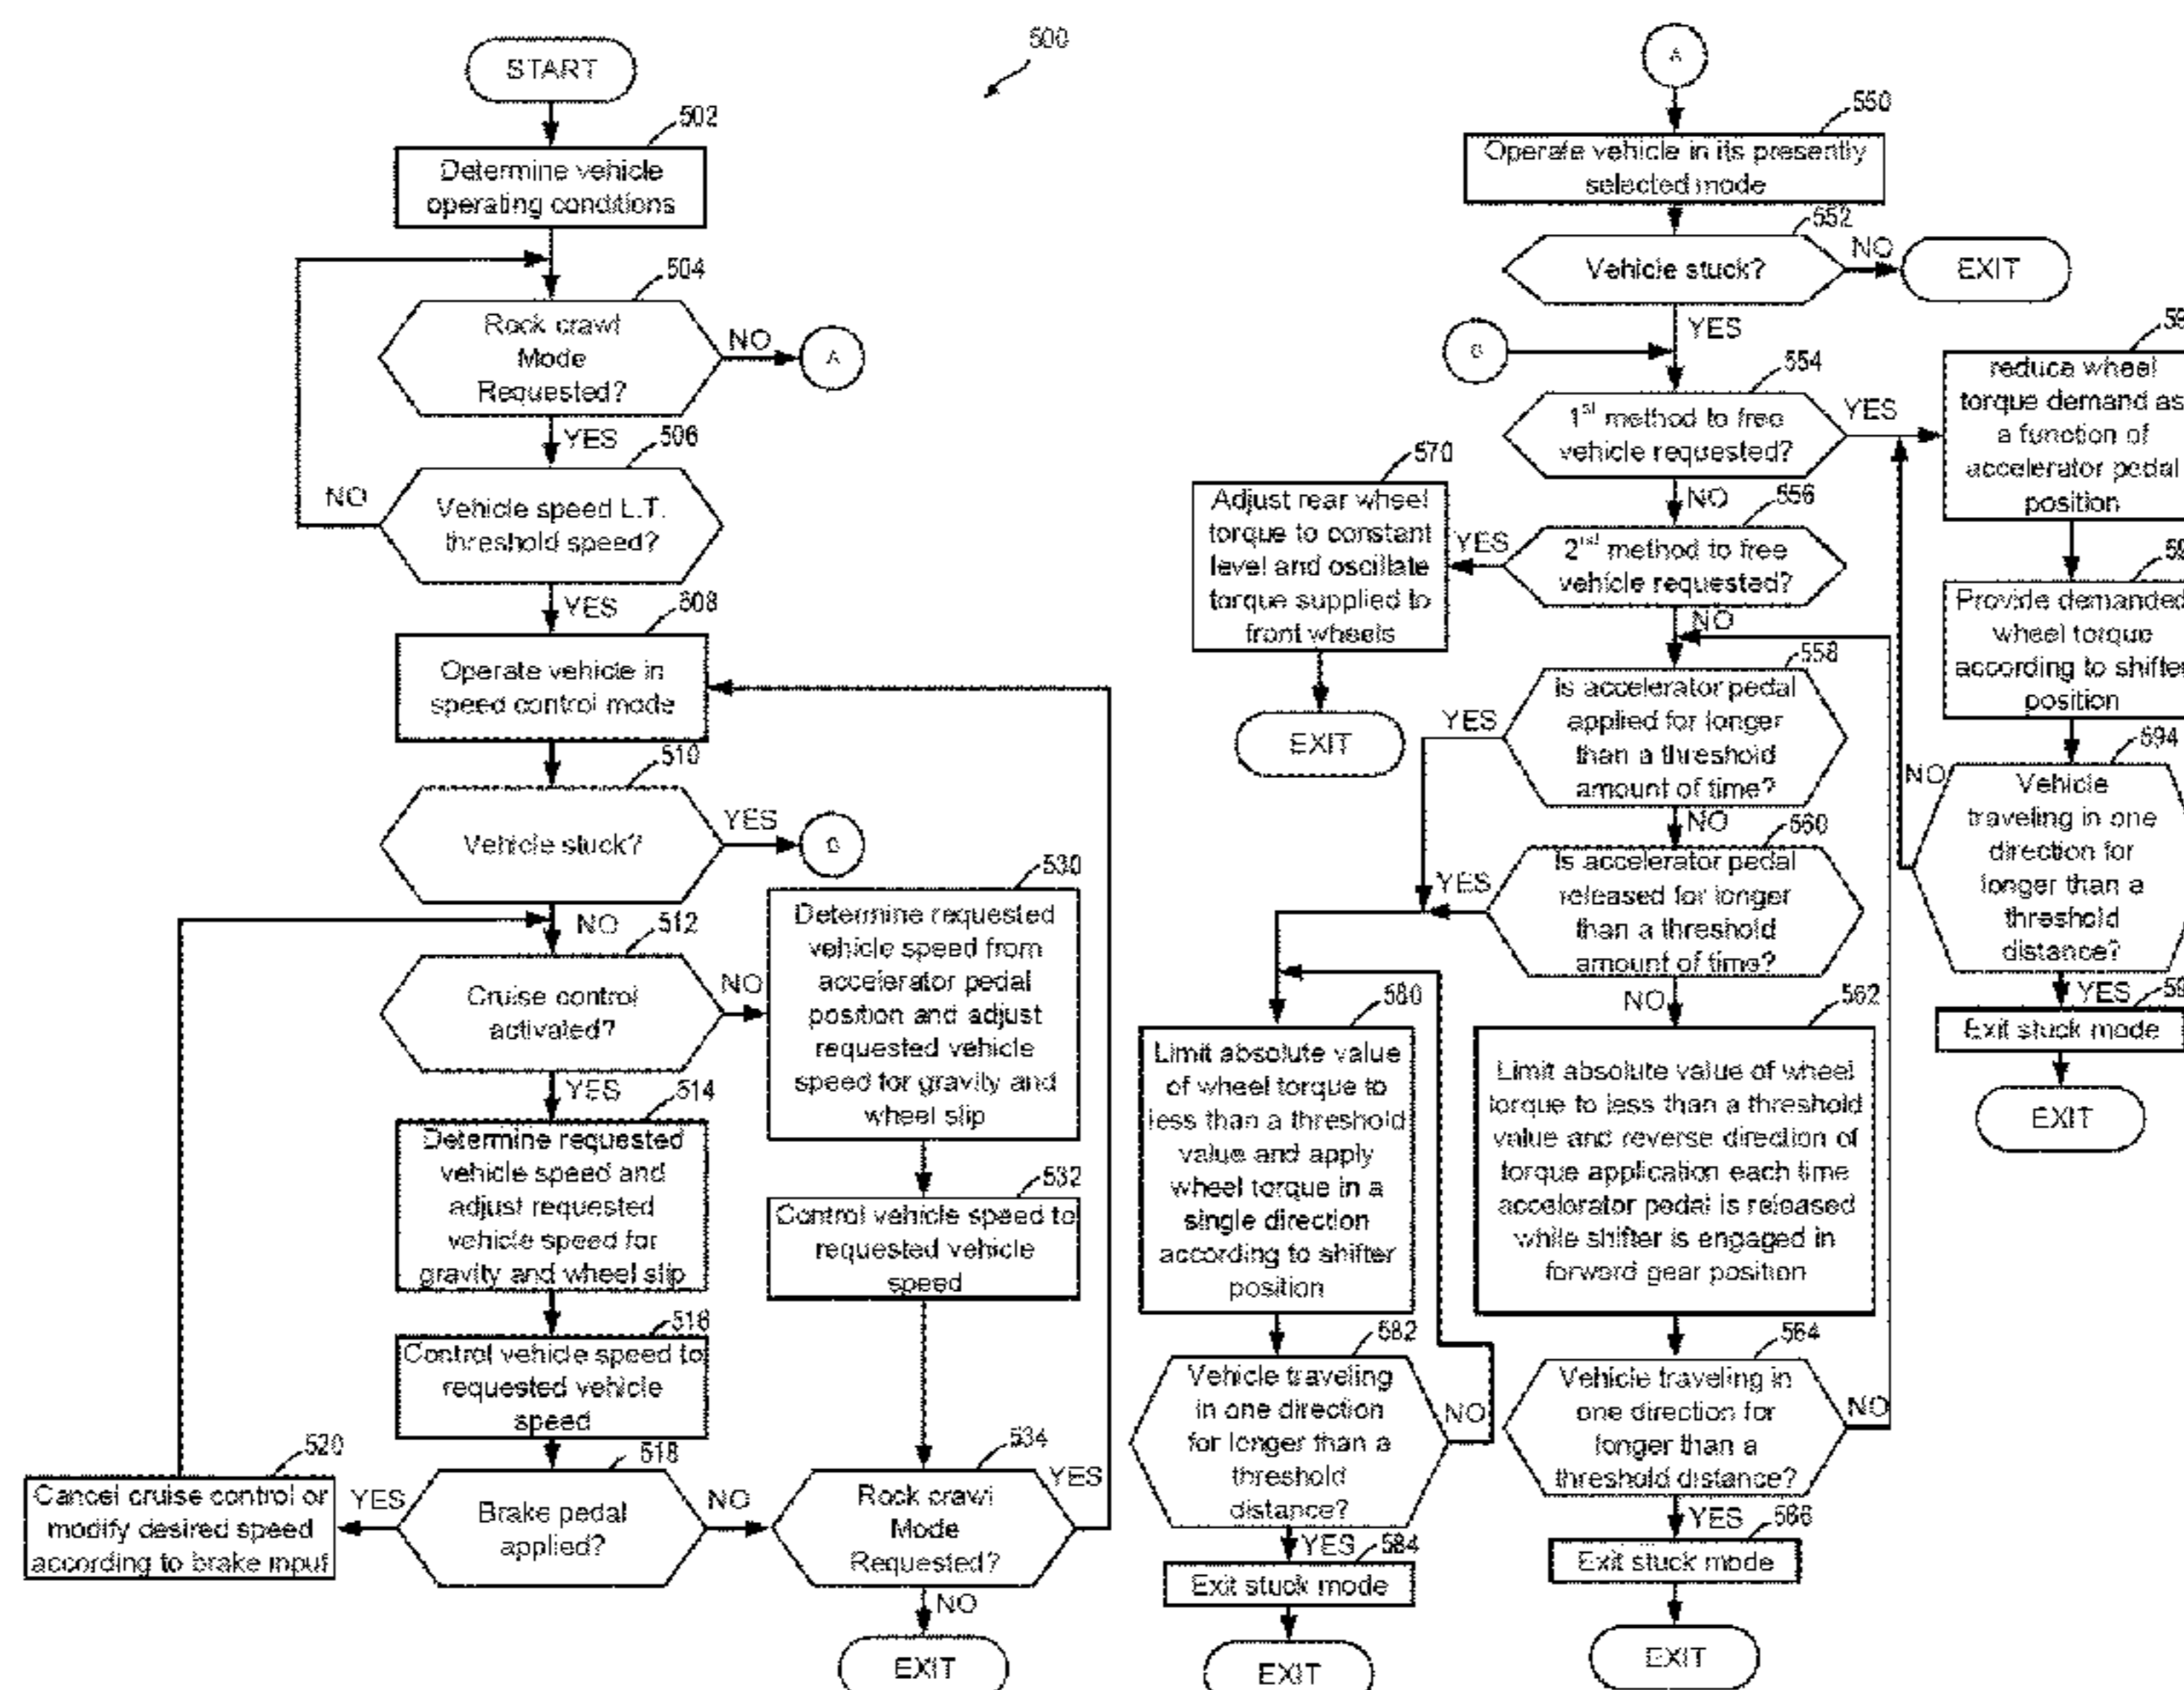 500
START
502
Determine vehicle
operating conditions
504
Rock crawl
Mode
Requested?
NO
A
YES
506
Vehicle speed L.T.
threshold speed?
NO
YES
508
Operate vehicle in
speed control mode
510
Vehicle stuck?
YES
B
NO
512
Cruise control
activated?
NO
YES
514
Determine requested
vehicle speed and
adjust requested
vehicle speed for
gravity and wheel slip
516
Control vehicle speed to
requested vehicle
speed
518
Brake pedal
applied?
YES
520
Cancel cruise control or
modify desired speed
according to brake input
NO
530
Determine requested
vehicle speed from
accelerator pedal
position and adjust
requested vehicle
speed for gravity and
wheel slip
532
Control vehicle speed to
requested vehicle
speed
534
Rock crawl
Mode
Requested?
YES
NO
EXIT
A
550
Operate vehicle in its presently
selected mode
552
Vehicle stuck?
NO
EXIT
YES
B
554
1st method to free
vehicle requested?
YES
NO
556
2nd method to free
vehicle requested?
YES
570
Adjust rear wheel
torque to constant
level and oscillate
torque supplied to
front wheels
EXIT
NO
558
Is accelerator pedal
applied for longer
than a threshold
amount of time?
YES
NO
560
Is accelerator pedal
released for longer
than a threshold
amount of time?
YES
NO
562
Limit absolute value of wheel
torque to less than a threshold
value and reverse direction of
torque application each time
accelerator pedal is released
while shifter is engaged in
forward gear position
564
Vehicle traveling in
one direction for
longer than a
threshold distance?
NO
YES
566
Exit stuck mode
EXIT
580
Limit absolute value
of wheel torque to
less than a threshold
value and apply
wheel torque in a
single direction
according to shifter
position
582
Vehicle traveling
in one direction
for longer than a
threshold
distance?
NO
YES
584
Exit stuck mode
EXIT
reduce wheel
torque demand as
a function of
accelerator pedal
position
Provide demanded
wheel torque
according to shifter
position
594
Vehicle
traveling in one
direction for
longer than a
threshold
distance?
NO
YES
Exit stuck mode
EXIT